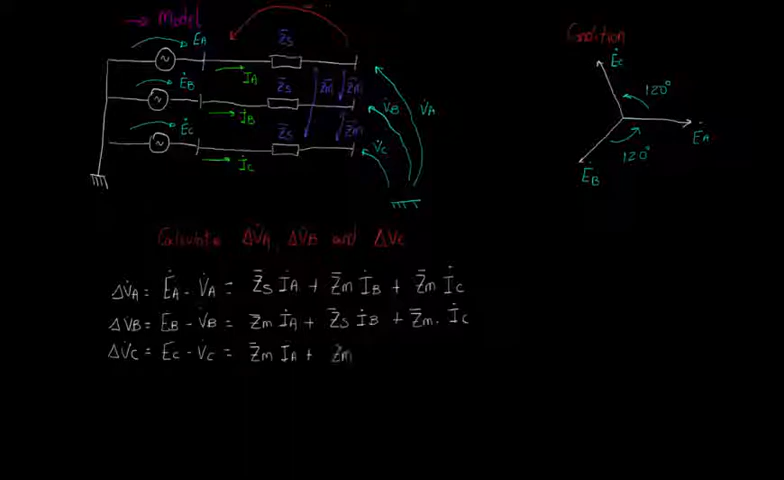 → Model
ĖA
Z̄s
İA
ĖB
Z̄s
Z̄m
Z̄m
İB
ĖC
Z̄s
Z̄m
İC
V̇A
V̇B
V̇C
Condition
ĖC
120°
ĖA
120°
ĖB
Calculate ΔV̇A, ΔV̇B and ΔV̇C
ΔV̇A = ĖA - V̇A = Z̄s İA + Z̄m İB + Z̄m İC
ΔV̇B = ĖB - V̇B = Z̄m İA + Z̄s İB + Z̄m. İC
ΔV̇C = ĖC - V̇C = Z̄m İA + Z̄m